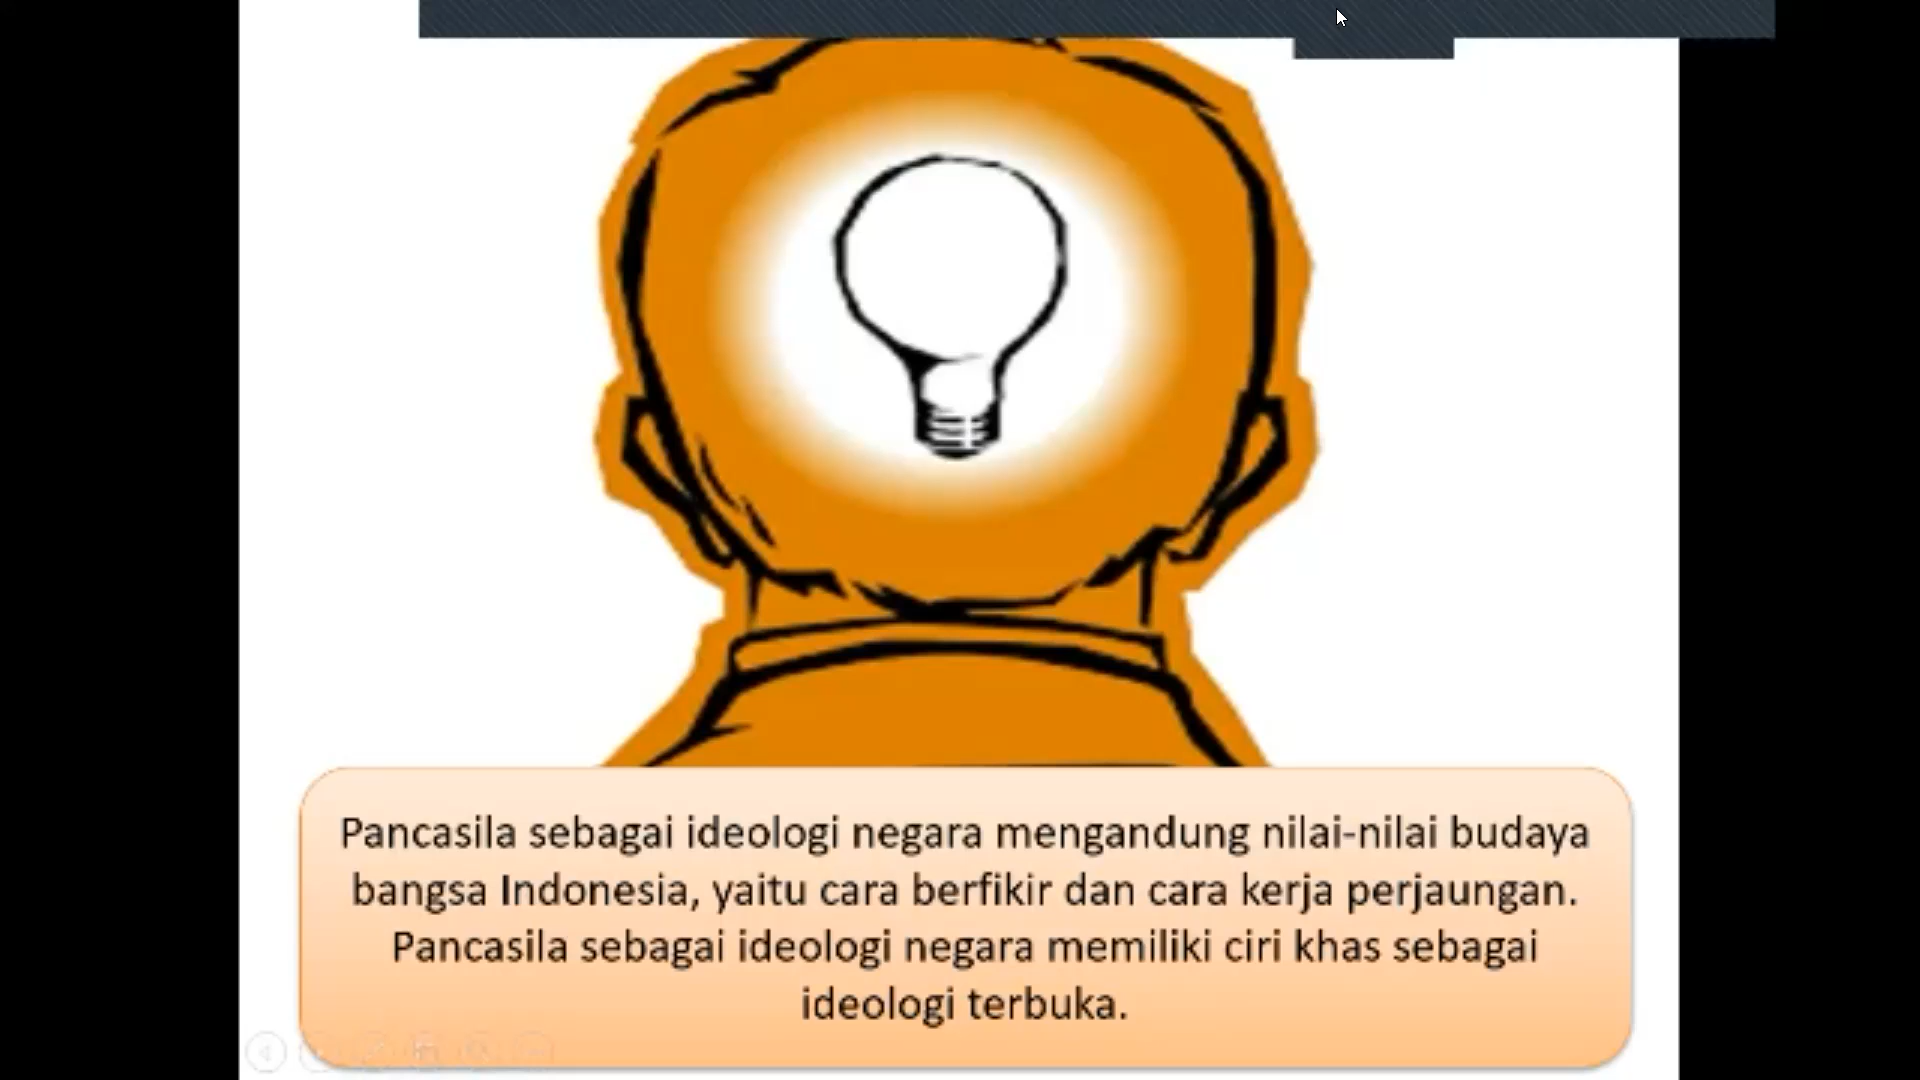 Pancasila sebagai ideologi negara mengandung nilai-nilai budaya
bangsa Indonesia, yaitu cara berfikir dan cara kerja perjaungan.
Pancasila sebagai ideologi negara memiliki ciri khas sebagai
ideologi terbuka.